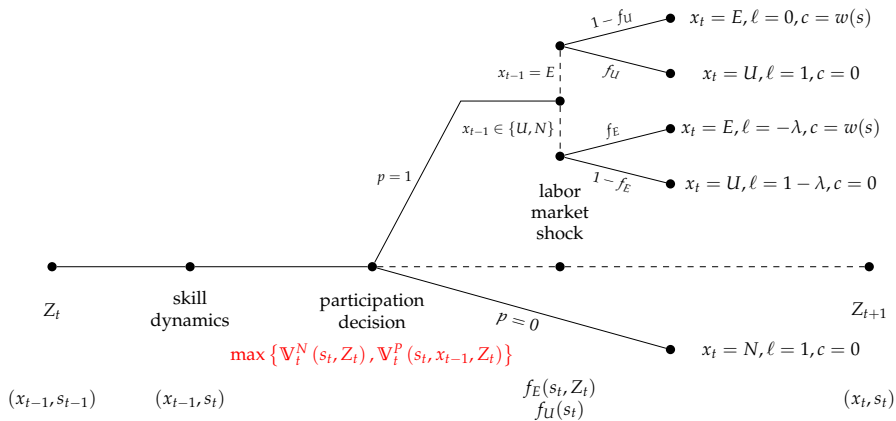 1 − f_U
x_t = E, ℓ = 0, c = w(s)
x_{t−1} = E
f_U
x_t = U, ℓ = 1, c = 0
x_{t−1} ∈ {U, N}
f_E
x_t = E, ℓ = −λ, c = w(s)
p = 1
1 − f_E
x_t = U, ℓ = 1 − λ, c = 0
labor
market
shock
Z_t
skill
dynamics
participation
decision
p = 0
Z_{t+1}
max {𝕍_t^N (s_t, Z_t) , 𝕍_t^P (s_t, x_{t−1}, Z_t)}
x_t = N, ℓ = 1, c = 0
(x_{t−1}, s_{t−1})
(x_{t−1}, s_t)
f_E(s_t, Z_t)
f_U(s_t)
(x_t, s_t)